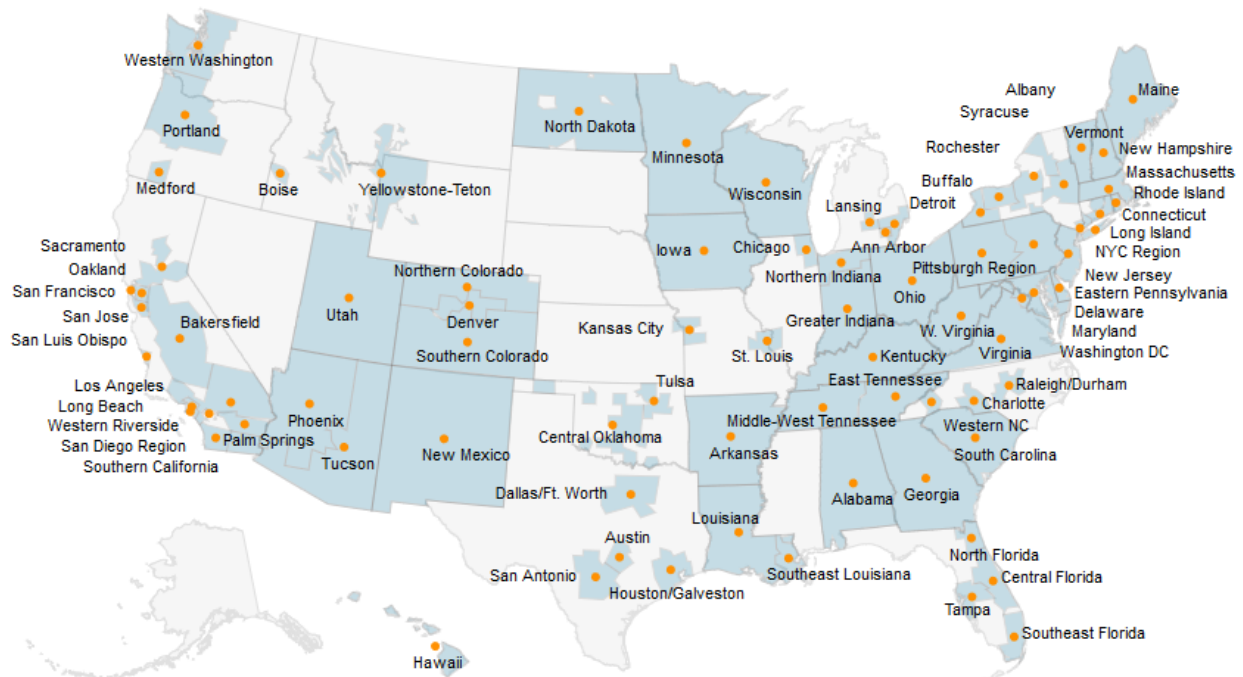 Albany
Maine
Syracuse
Western Washington
North Dakota
Vermont
Portland
Rochester
New Hampshire
Minnesota
Massachusetts
Buffalo
Wisconsin
Medford
Boise
Yellowstone-Teton
Rhode Island
Detroit
Lansing
Connecticut
Long Island
Sacramento
Iowa
Chicago
Ann Arbor
NYC Region
Oakland
Northern Colorado
Northern Indiana
Pittsburgh Region
New Jersey
San Francisco
Ohio
Eastern Pennsylvania
Utah
San Jose
Bakersfield
Denver
Kansas City
Greater Indiana
Delaware
San Luis Obispo
Southern Colorado
St. Louis
W. Virginia
Maryland
Kentucky
Virginia
Washington DC
Los Angeles
Tulsa
East Tennessee
Raleigh/Durham
Long Beach
Phoenix
Charlotte
Western Riverside
Middle-West Tennessee
Western NC
San Diego Region
Palm Springs
Central Oklahoma
Southern California
Tucson
New Mexico
Arkansas
South Carolina
Dallas/Ft. Worth
Alabama
Georgia
Louisiana
Austin
North Florida
San Antonio
Southeast Louisiana
Central Florida
Houston/Galveston
Tampa
Southeast Florida
Hawaii